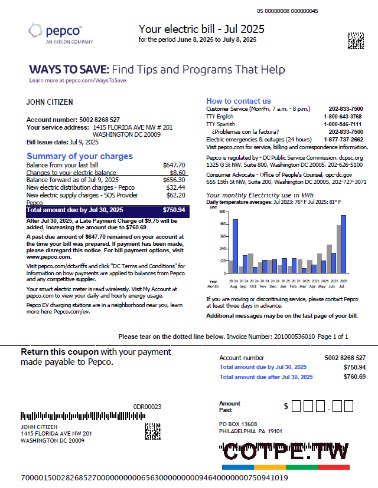 05 00000008 000000045
pepco
AN EXELON COMPANY
Your electric bill - Jul 2025
for the period June 8, 2025 to July 8, 2025
WAYS TO SAVE: Find Tips and Programs That Help
Learn more at pepco.com/WaysToSave
JOHN CITIZEN
Account number: 5002 8268 527
Your service address: 1415 FLORIDA AVE NW # 201
WASHINGTON DC 20009
Bill Issue date: Jul 9, 2025
Summary of your charges
Balance from your last bill $647.70
Changes to your electric balance $8.60
Balance forward as of Jul 9, 2025 $656.30
New electric distribution charges - Pepco $32.44
New electric supply charges - SOS Provider $62.20
Pepco
Total amount due by Jul 30, 2025 $750.94
After Jul 30, 2025, a Late Payment Charge of $9.75 will be
added, increasing the amount due to $760.69
A past due amount of $647.70 remained on your account at
the time your bill was prepared. If payment has been made,
please disregard this notice. For bill payment options, visit
www.pepco.com.
Visit pepco.com/dctariffs and click "DC Terms and Conditions" for
information on how payments are applied to balances from Pepco
and any competitive supplier.
Your smart electric meter is read wirelessly. Visit My Account at
pepco.com to view your daily and hourly energy usage.
Pepco EV charging stations are in a neighborhood near you, learn
more here Pepco.com/ev.
How to contact us
Customer Service (Mon-Fri, 7 a.m. - 8 p.m.) 202-833-7500
TTY English 1-800-643-3768
TTY Spanish 1-800-546-7111
¿Problemas con la factura? 202-833-7500
Electric emergencies & outages (24 hours) 1-877-737-2662
Visit pepco.com for service, billing and correspondence information.
Pepco is regulated by - DC Public Service Commission, dcpsc.org
1325 G ST NW, Suite 800, Washington, DC 20005, 202-626-5100
Consumer Advocate - Office of People's Counsel, opc-dc.gov
655 15th NW, Suite 200, Washington, DC 20005, 202-727-3071
Your monthly Electricity use in kWh
Daily temperature averages: Jul 2023: 75° F Jul 2025: 81° F
If you are moving or discontinuing service, please contact Pepco
at least three days in advance.
Additional messages may be on the last page of your bill.
Please tear on the dotted line below. Invoice Number: 201000536010 Page 1 of 1
Return this coupon with your payment
made payable to Pepco.
Account number 5002 8268 527
Total amount due by Jul 30, 2025 $750.94
Total amount due after Jul 30, 2025 $760.69
0DR00023
JOHN CITIZEN
1415 FLORIDA AVE NW # 201
WASHINGTON DC 20009
Amount
Paid:
$
PO BOX 13608
PHILADELPHIA PA 19101